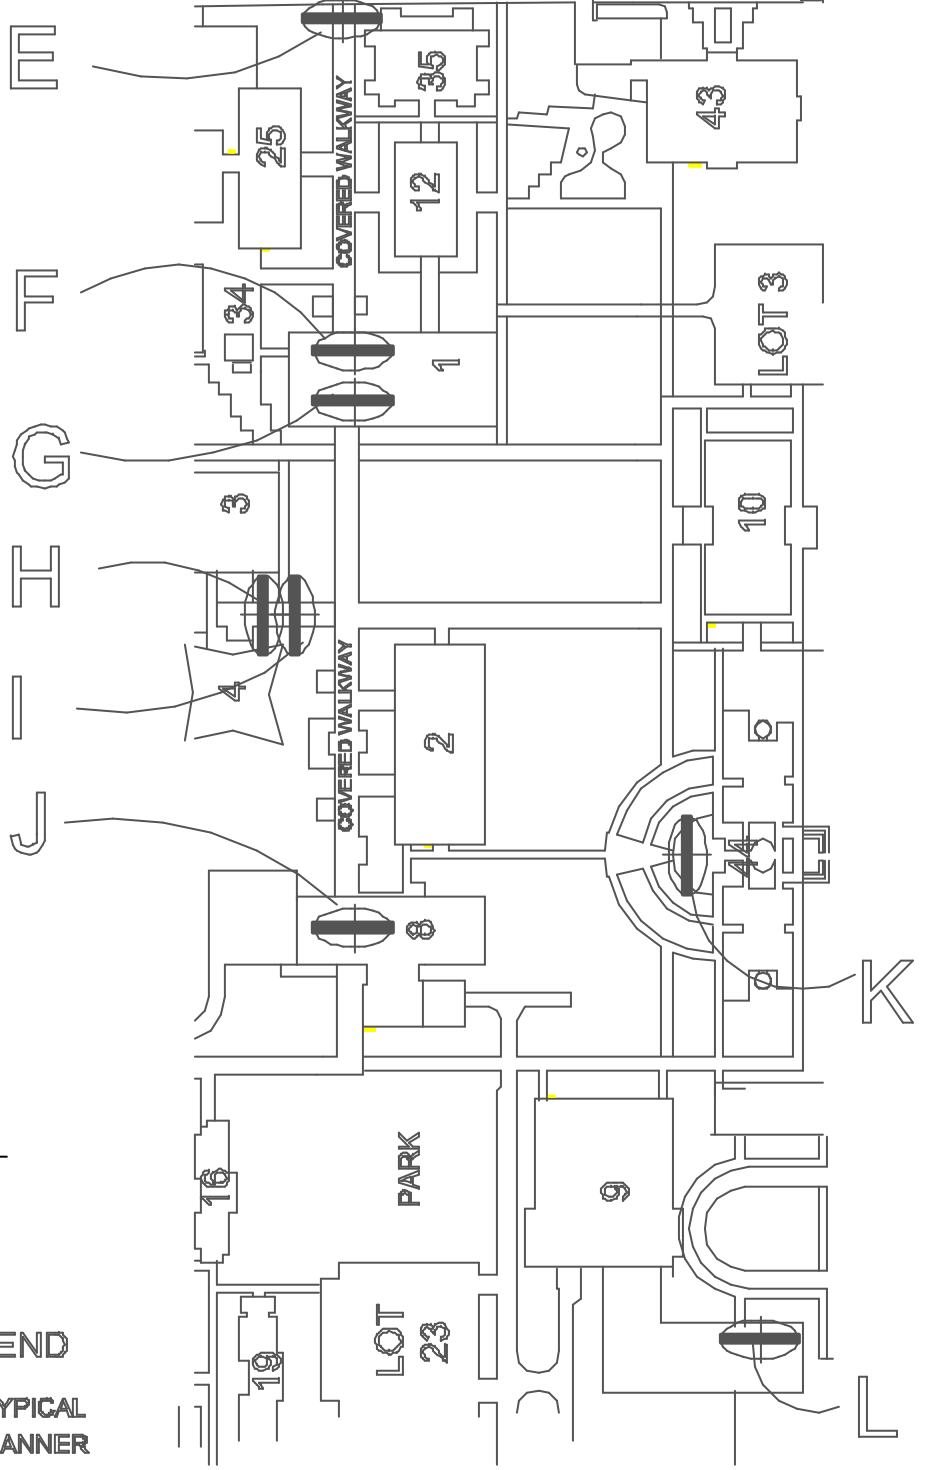 E
35
43
25
COVERED WALKWAY
12
F
34
LOT 3
1
G
3
10
H
4
I
COVERED WALKWAY
2
J
44
8
K
16
PARK
9
END
LOT
23
19
YPICAL
ANNER
L